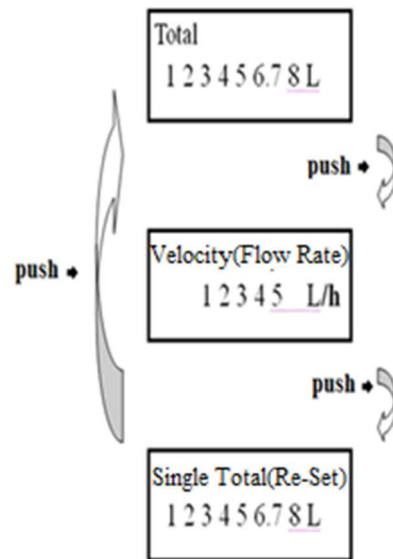 Total
1 2 3 4 5 6.7 8 L
push
push
Velocity(Flow Rate)
1 2 3 4 5 L/h
push
Single Total(Re-Set)
1 2 3 4 5 6.7 8 L